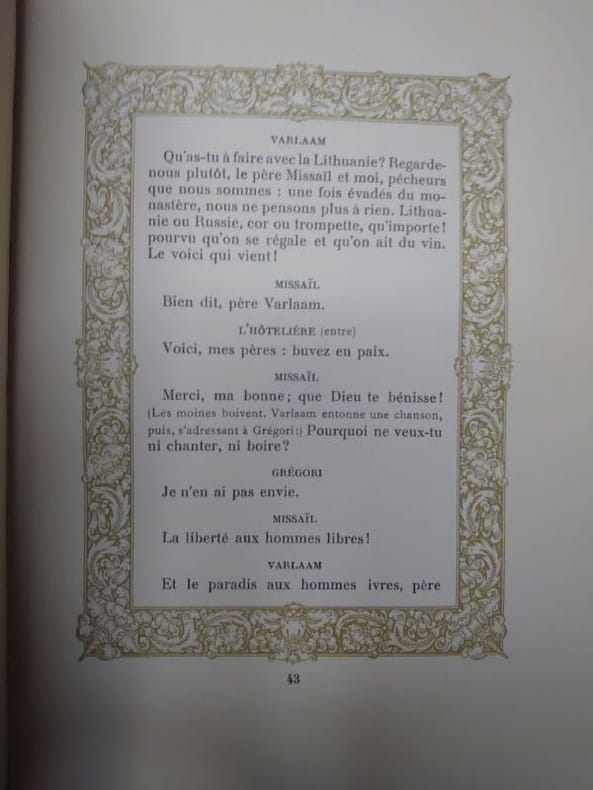 VARLAAM
Qu'as-tu à faire avec la Lithuanie? Regarde-
nous plutôt, le père Missaïl et moi, pécheurs
que nous sommes : une fois évadés du mo-
nastère, nous ne pensons plus à rien. Lithua-
nie ou Russie, cor ou trompette, qu'importe!
pourvu qu'on se régale et qu'on ait du vin.
Le voici qui vient!
MISSAÏL
Bien dit, père Varlaam.
L'HÔTELIÉRE (entre)
Voici, mes pères : buvez en paix.
MISSAÏL
Merci, ma bonne; que Dieu te bénisse!
(Les moines boivent. Varlaam entonne une chanson,
puis, s'adressant à Grégori:) Pourquoi ne veux-tu
ni chanter, ni boire?
GRÉGORI
Je n'en ai pas envie.
MISSAÏL
La liberté aux hommes libres!
VARLAAM
Et le paradis aux hommes ivres, père
43